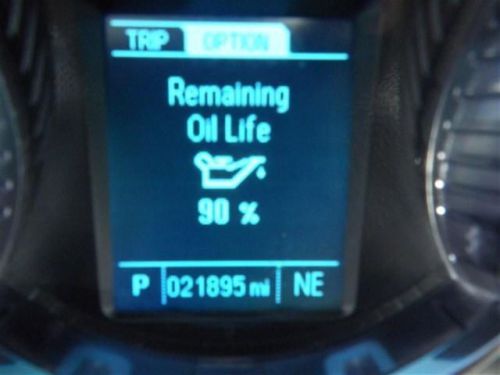 TRIP OPTION
Remaining
Oil Life
90 %
P 021895 mi NE